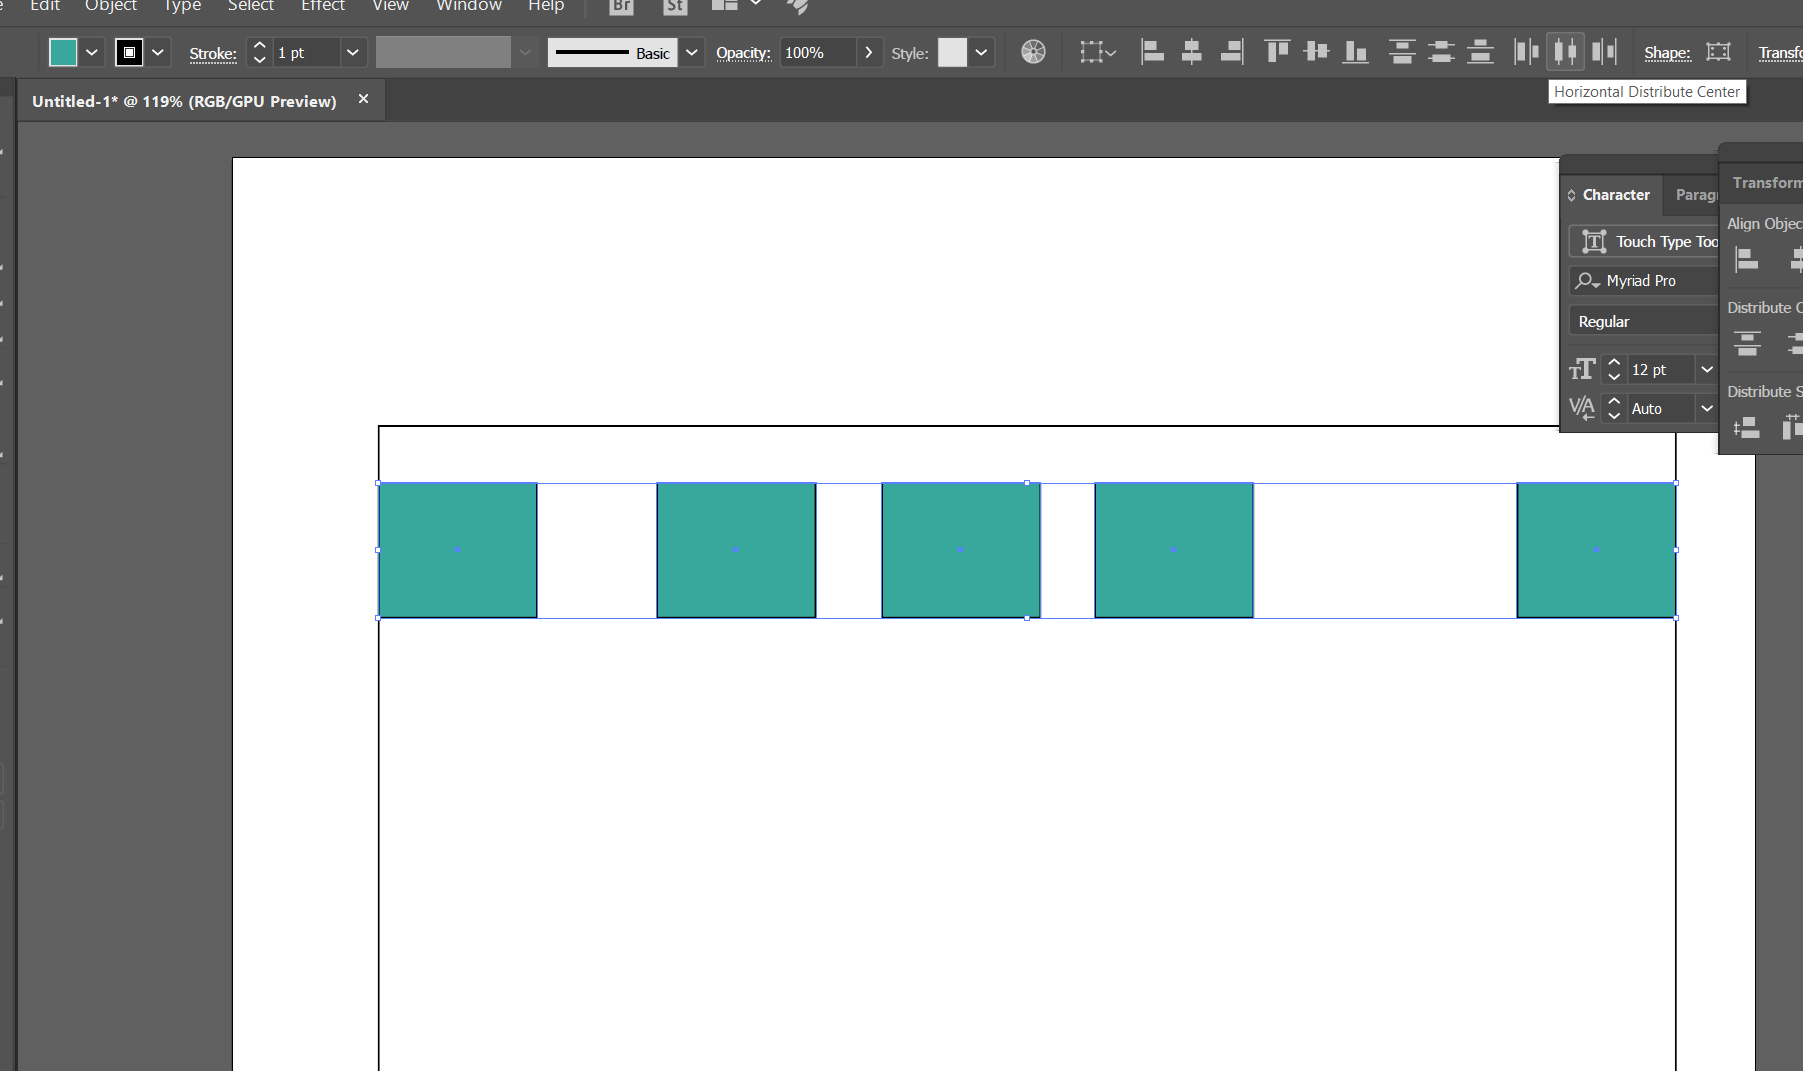 Edit Object Type Select Effect View Window Help Br St
Stroke: 1 pt Basic Opacity: 100% Style: Shape: Transfo
Untitled-1* @ 119% (RGB/GPU Preview) ×
Horizontal Distribute Center
Character Paragr
Touch Type Too
Myriad Pro
Regular
12 pt
Auto
Transform
Align Objec
Distribute O
Distribute S